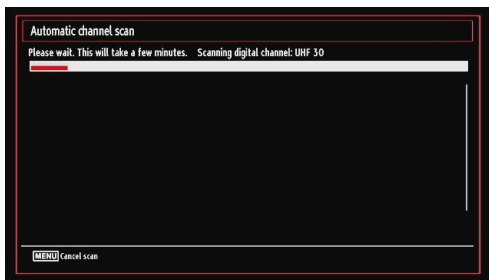 Automatic channel scan
Please wait. This will take a few minutes. Scanning digital channel: UHF 30
MENU Cancel scan